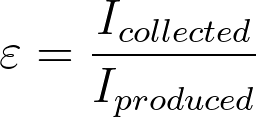 ε = I_collected / I_produced